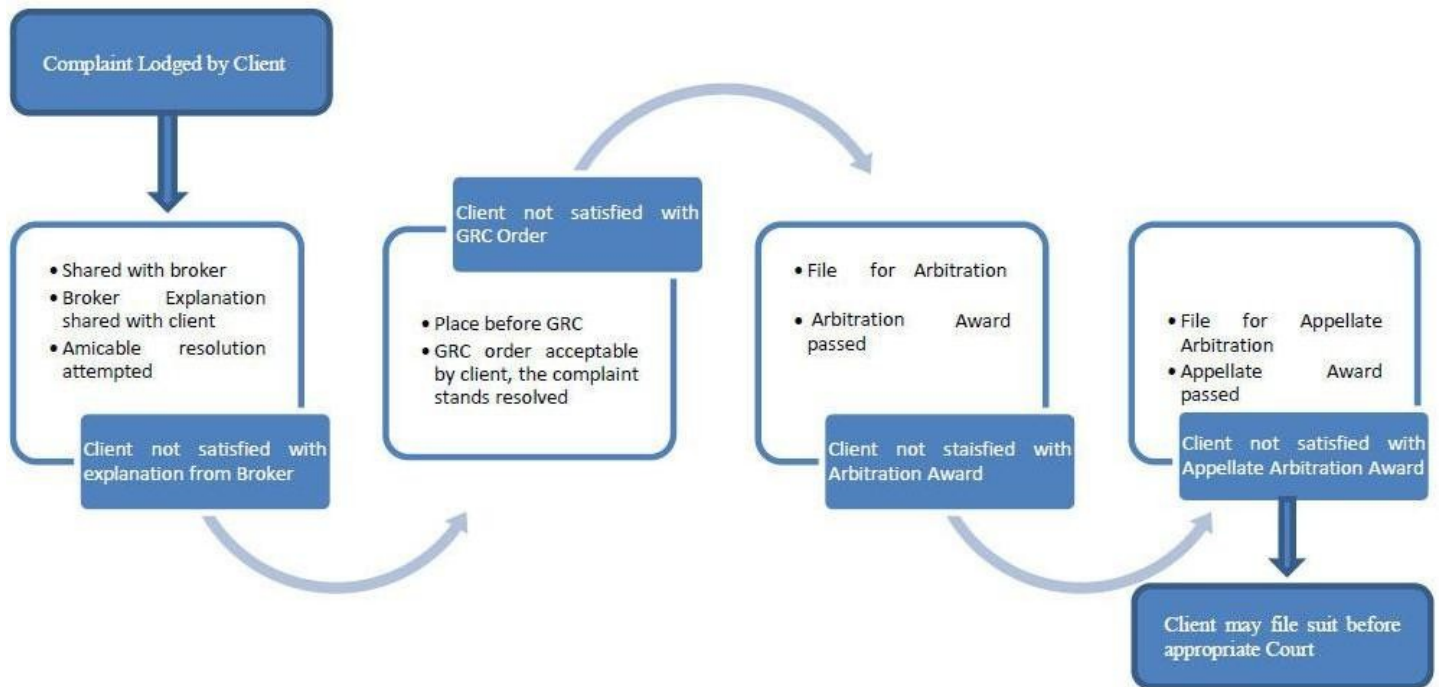 Complaint Lodged by Client
• Shared with broker
• Broker Explanation
shared with client
• Amicable resolution
attempted
Client not satisfied with
explanation from Broker
Client not satisfied with
GRC Order
• Place before GRC
• GRC order acceptable
by client, the complaint
stands resolved
• File for Arbitration
• Arbitration Award
passed
Client not staisfied with
Arbitration Award
• File for Appellate
Arbitration
• Appellate Award
passed
Client not satisfied with
Appellate Arbitration Award
Client may file suit before
appropriate Court